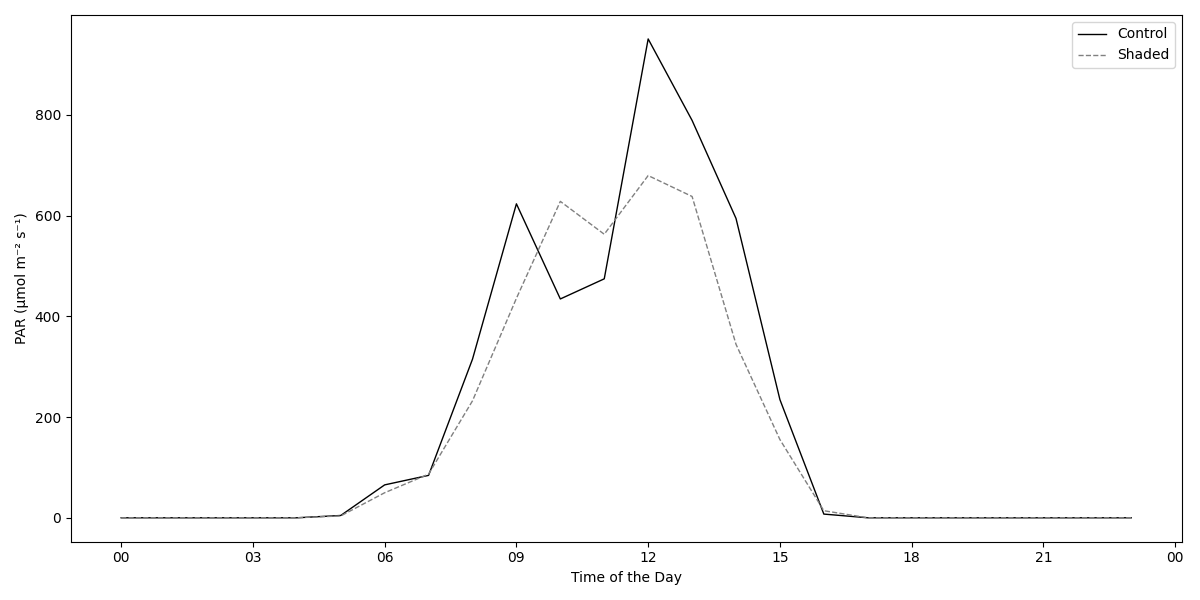 Control
Shaded
800
600
400
200
0
PAR (μmol m⁻² s⁻¹)
00 03 06 09 12 15 18 21 00
Time of the Day